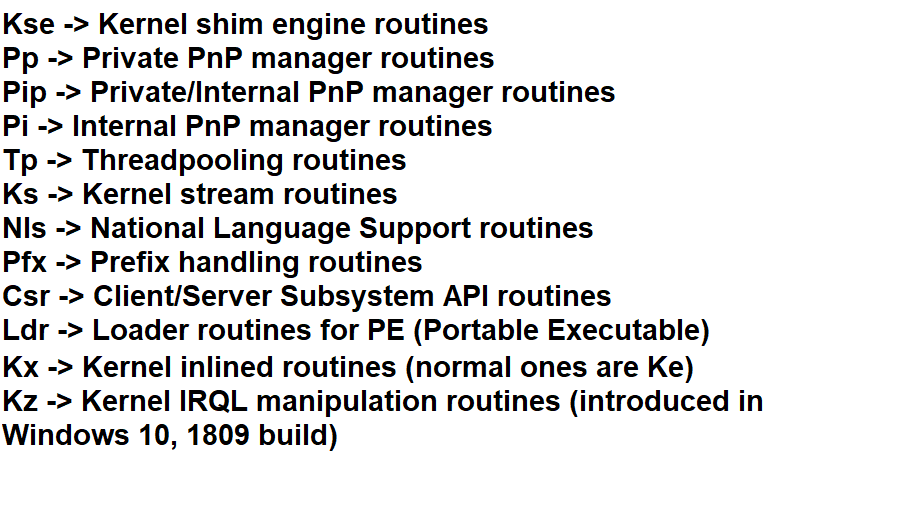 Kse -> Kernel shim engine routines
Pp -> Private PnP manager routines
Pip -> Private/Internal PnP manager routines
Pi -> Internal PnP manager routines
Tp -> Threadpooling routines
Ks -> Kernel stream routines
Nls -> National Language Support routines
Pfx -> Prefix handling routines
Csr -> Client/Server Subsystem API routines
Ldr -> Loader routines for PE (Portable Executable)
Kx -> Kernel inlined routines (normal ones are Ke)
Kz -> Kernel IRQL manipulation routines (introduced in
Windows 10, 1809 build)